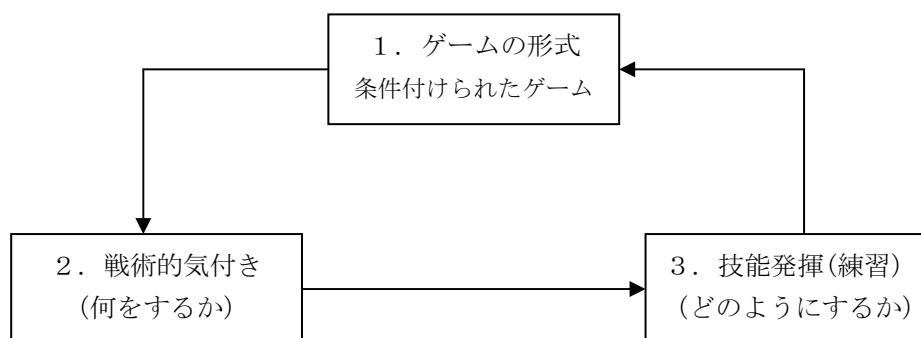 １．ゲームの形式
条件付けられたゲーム
２．戦術的気付き
（何をするか）
３．技能発揮(練習)
（どのようにするか）